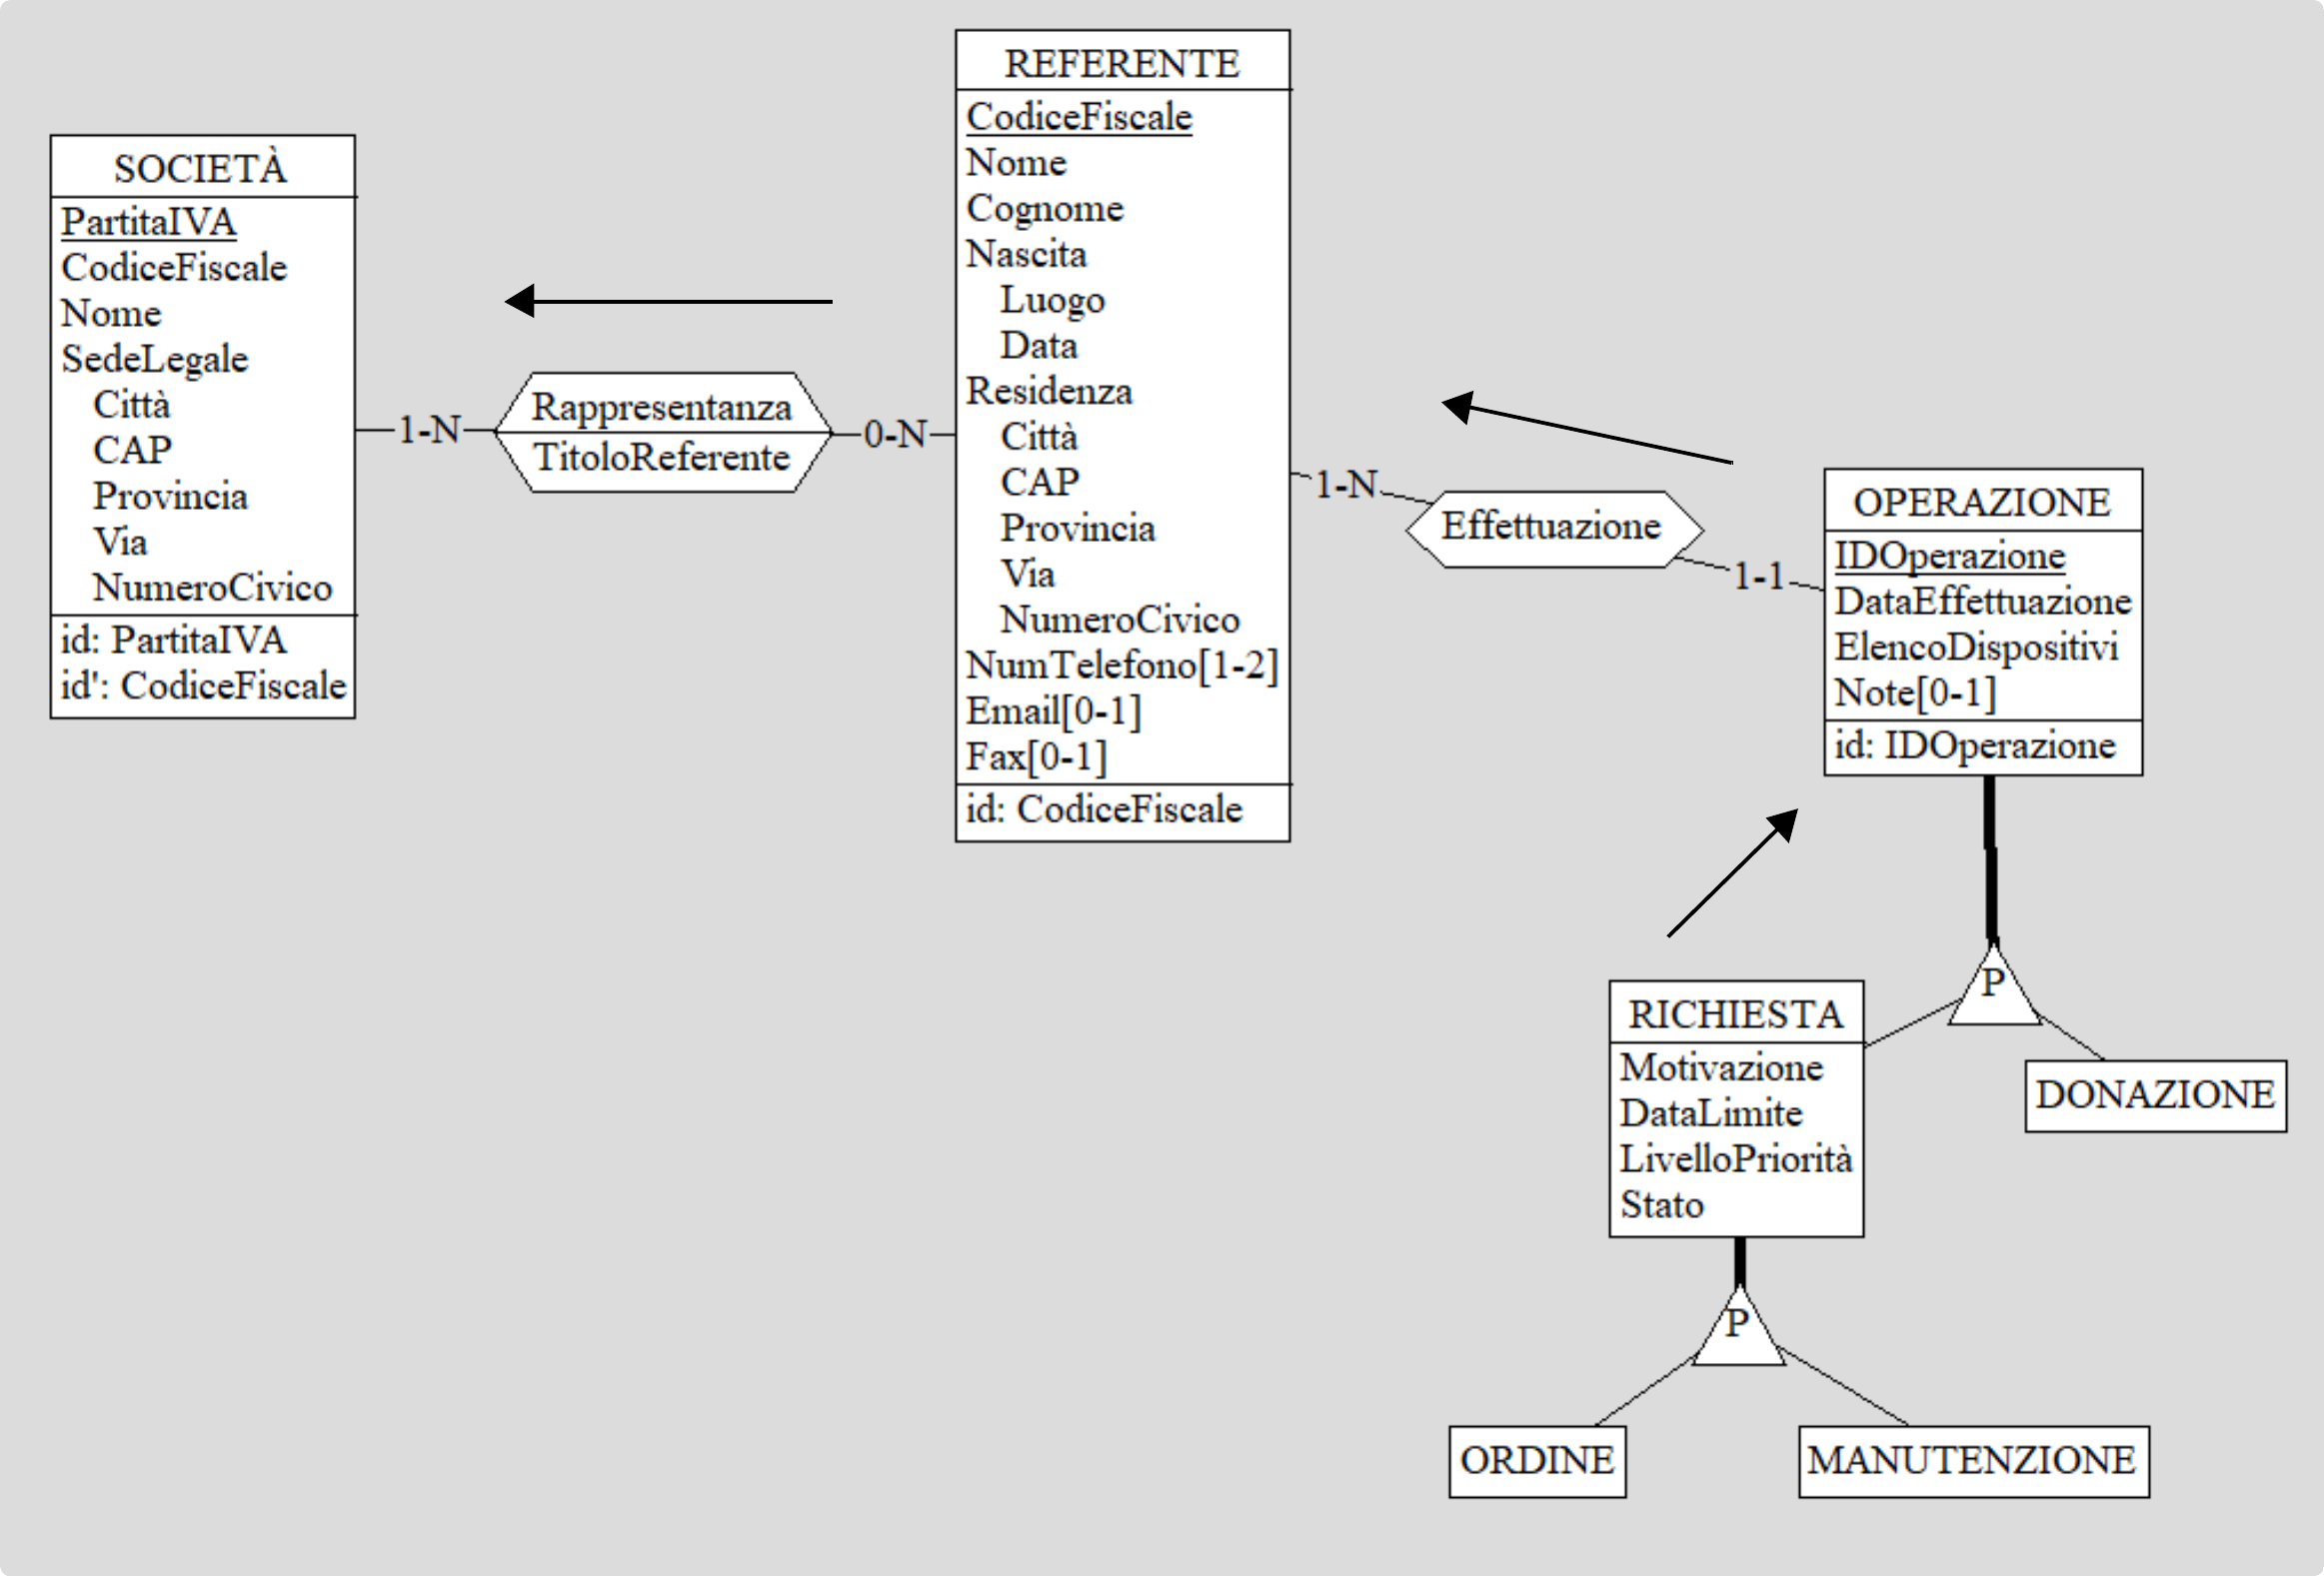 SOCIETÀ
PartitaIVA
CodiceFiscale
Nome
SedeLegale
Città
CAP
Provincia
Via
NumeroCivico
id: PartitaIVA
id': CodiceFiscale
1-N
Rappresentanza
TitoloReferente
0-N
REFERENTE
CodiceFiscale
Nome
Cognome
Nascita
Luogo
Data
Residenza
Città
CAP
Provincia
Via
NumeroCivico
NumTelefono[1-2]
Email[0-1]
Fax[0-1]
id: CodiceFiscale
1-N
Effettuazione
1-1
OPERAZIONE
IDOperazione
DataEffettuazione
ElencoDispositivi
Note[0-1]
id: IDOperazione
P
RICHIESTA
Motivazione
DataLimite
LivelloPriorità
Stato
DONAZIONE
P
ORDINE
MANUTENZIONE